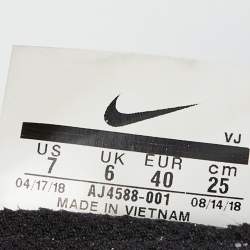 VJ
US UK EUR cm
7 6 40 25
04/17/18 AJ4588-001 08/14/18
MADE IN VIETNAM